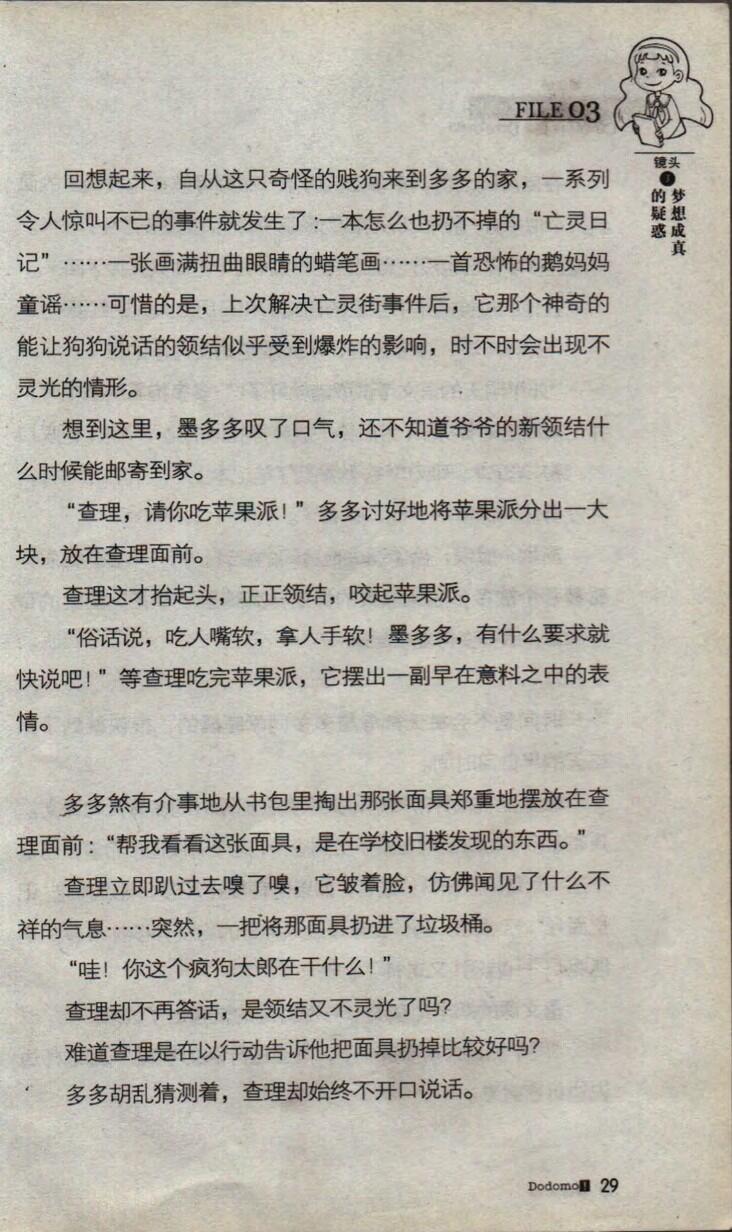 FILE 03
镜头
1
梦想成真
的疑惑
回想起来，自从这只奇怪的贱狗来到多多的家，一系列
令人惊叫不已的事件就发生了:一本怎么也扔不掉的“亡灵日
记”……一张画满扭曲眼睛的蜡笔画……一首恐怖的鹅妈妈
童谣……可惜的是，上次解决亡灵街事件后，它那个神奇的
能让狗狗说话的领结似乎受到爆炸的影响，时不时会出现不
灵光的情形。
想到这里，墨多多叹了口气，还不知道爷爷的新领结什
么时候能邮寄到家。
“查理，请你吃苹果派！”多多讨好地将苹果派分出一大
块，放在查理面前。
查理这才抬起头，正正领结，咬起苹果派。
“俗话说，吃人嘴软，拿人手软！墨多多，有什么要求就
快说吧！”等查理吃完苹果派，它摆出一副早在意料之中的表
情。
多多煞有介事地从书包里掏出那张面具郑重地摆放在查
理面前：“帮我看看这张面具，是在学校旧楼发现的东西。”
查理立即趴过去嗅了嗅，它皱着脸，仿佛闻见了什么不
祥的气息……突然，一把将那面具扔进了垃圾桶。
“哇！你这个疯狗太郎在干什么！”
查理却不再答话，是领结又不灵光了吗？
难道查理是在以行动告诉他把面具扔掉比较好吗？
多多胡乱猜测着，查理却始终不开口说话。
Dodomo! 29